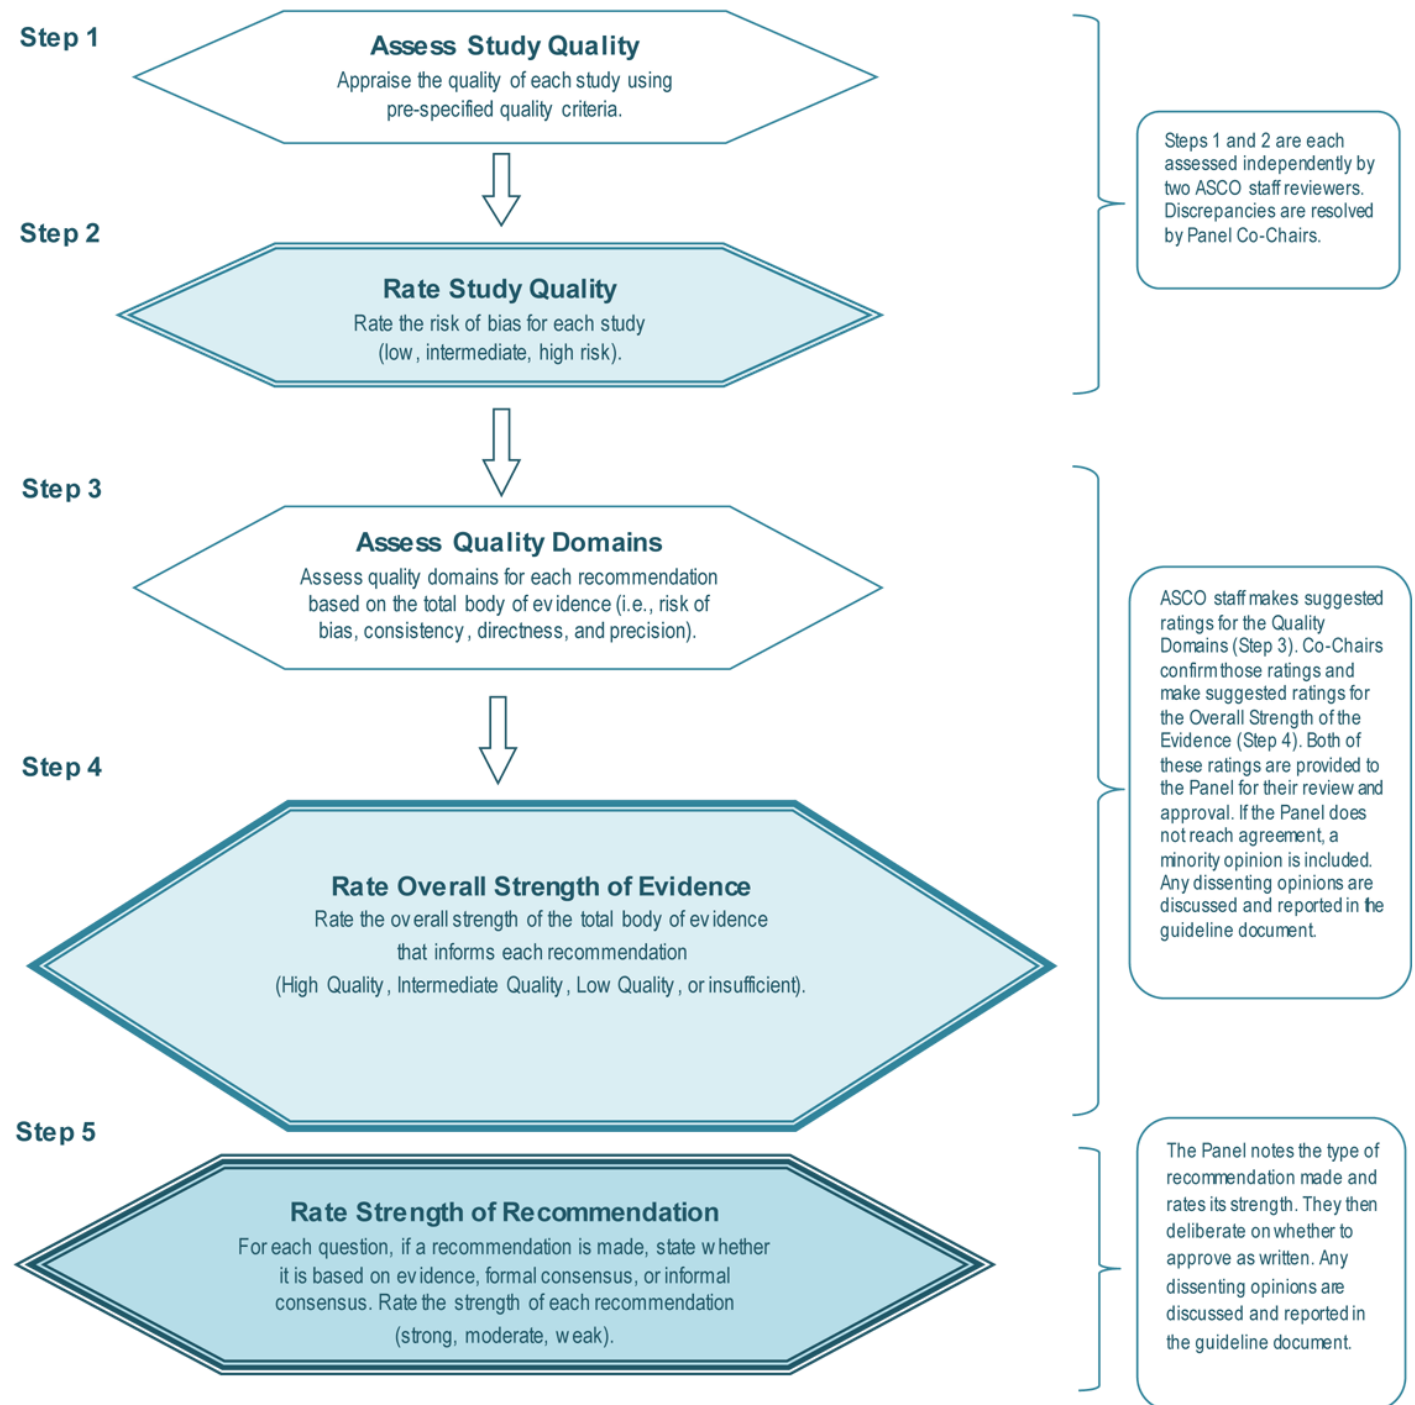 Step 1
Assess Study Quality
Appraise the quality of each study using
pre-specified quality criteria.
Steps 1 and 2 are each
assessed independently by
two ASCO staff reviewers.
Discrepancies are resolved
by Panel Co-Chairs.
Step 2
Rate Study Quality
Rate the risk of bias for each study
(low, intermediate, high risk).
Step 3
Assess Quality Domains
Assess quality domains for each recommendation
based on the total body of evidence (i.e., risk of
bias, consistency, directness, and precision).
ASCO staff makes suggested
ratings for the Quality
Domains (Step 3). Co-Chairs
confirm those ratings and
make suggested ratings for
the Overall Strength of the
Evidence (Step 4). Both of
these ratings are provided to
the Panel for their review and
approval. If the Panel does
not reach agreement, a
minority opinion is included.
Any dissenting opinions are
discussed and reported in the
guideline document.
Step 4
Rate Overall Strength of Evidence
Rate the overall strength of the total body of evidence
that informs each recommendation
(High Quality, Intermediate Quality, Low Quality, or insufficient).
Step 5
Rate Strength of Recommendation
For each question, if a recommendation is made, state whether
it is based on evidence, formal consensus, or informal
consensus. Rate the strength of each recommendation
(strong, moderate, weak).
The Panel notes the type of
recommendation made and
rates its strength. They then
deliberate on whether to
approve as written. Any
dissenting opinions are
discussed and reported in
the guideline document.